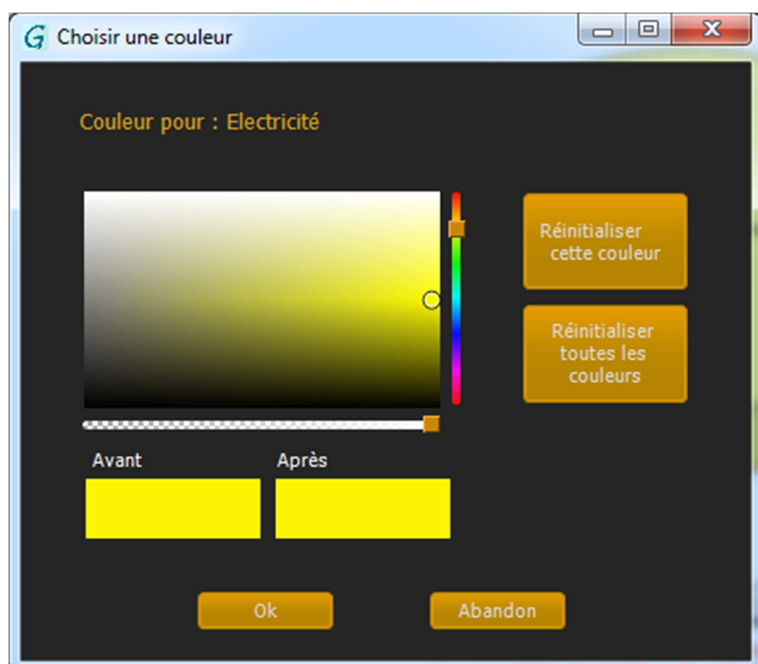 G Choisir une couleur
Couleur pour : Electricité
Réinitialiser
cette couleur
Réinitialiser
toutes les
couleurs
Avant
Après
Ok
Abandon